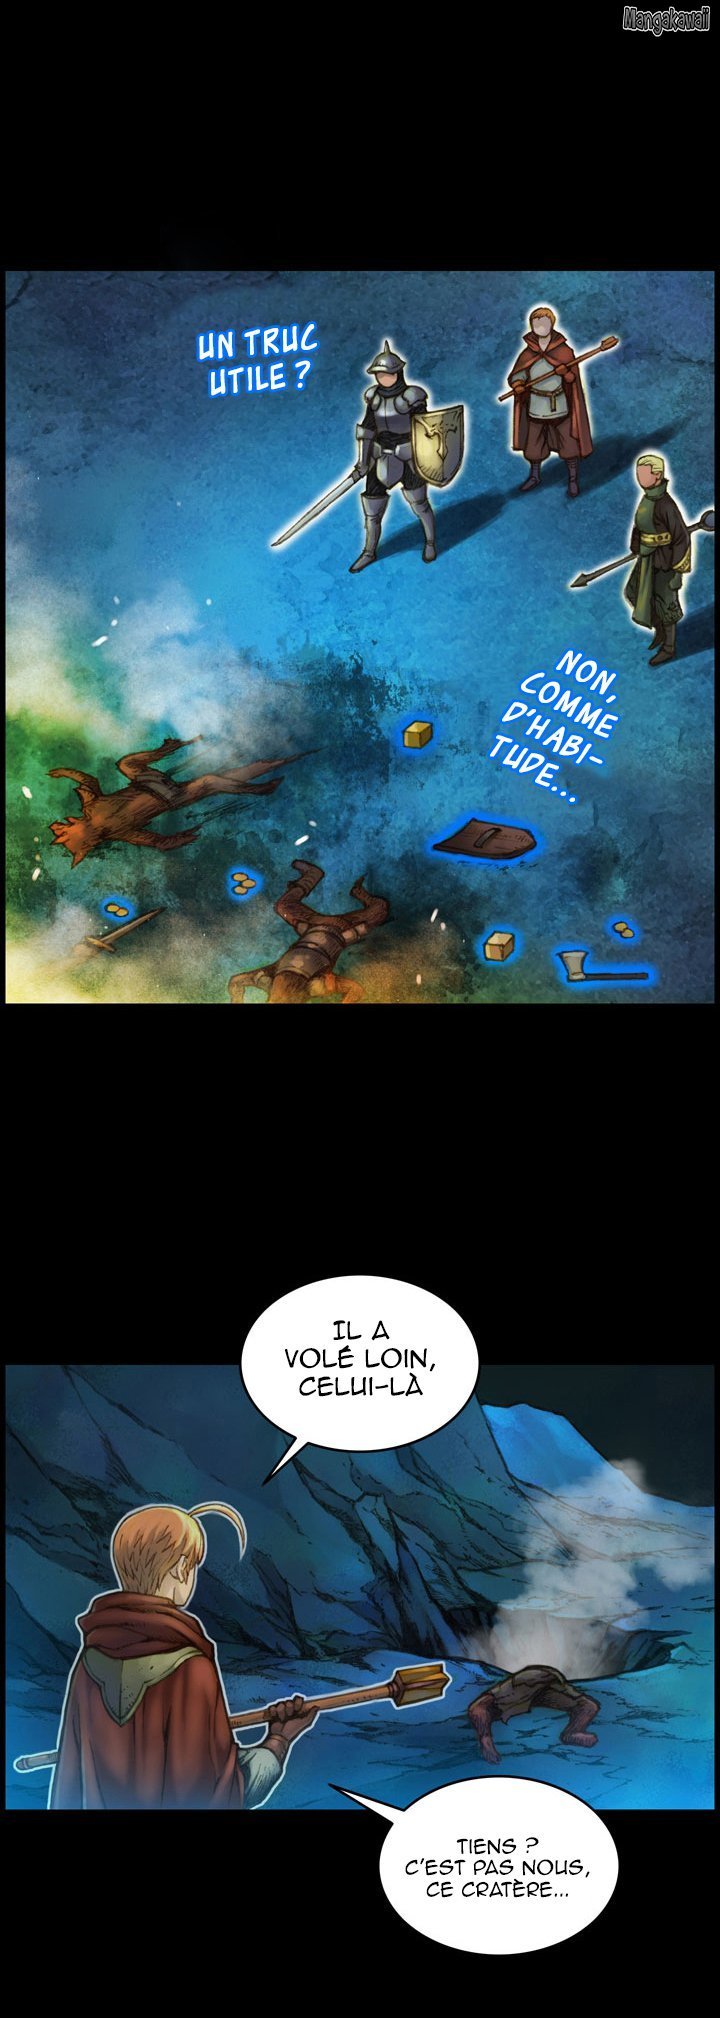 Mangakawaii
UN TRUC
UTILE ?
NON,
COMME
D'HABI-
TUDE...
IL A
VOLÉ LOIN,
CELUI-LÀ
TIENS ?
C'EST PAS NOUS,
CE CRATÈRE...